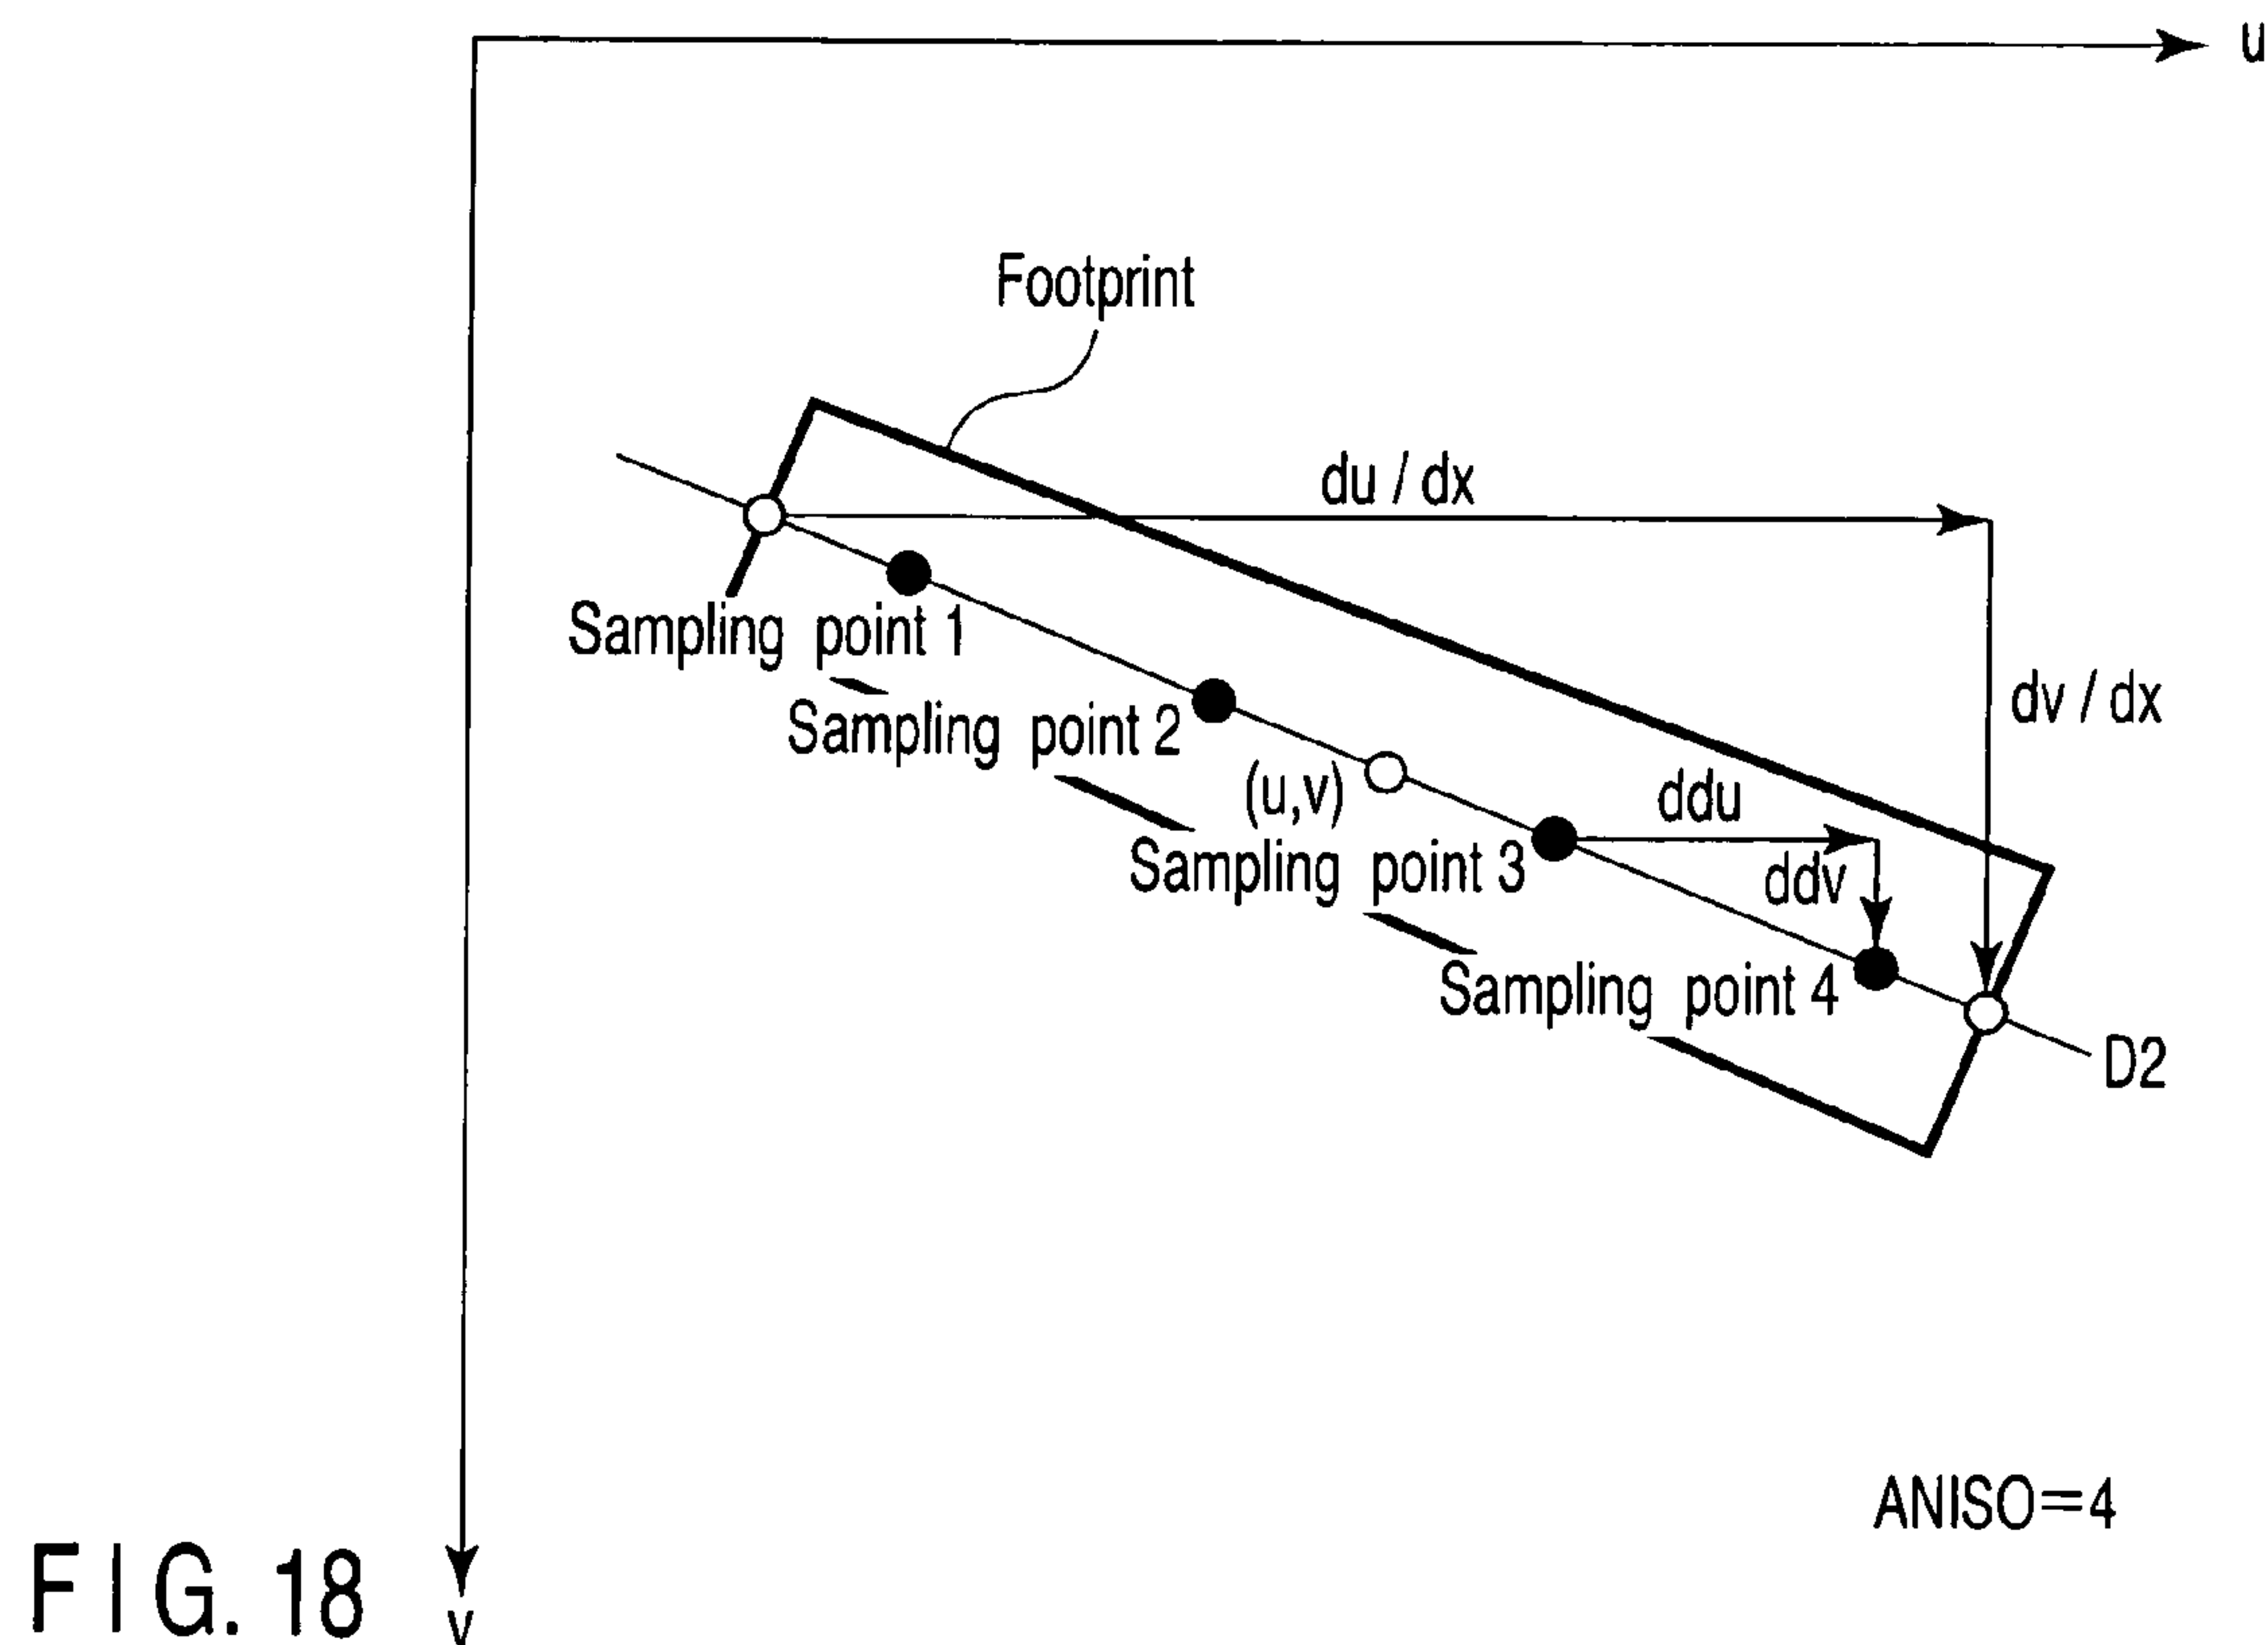 u
Footprint
du / dx
Sampling point 1
dv / dx
Sampling point 2
(u,v)
ddu
Sampling point 3
ddv
Sampling point 4
D2
ANISO=4
FIG. 18
v